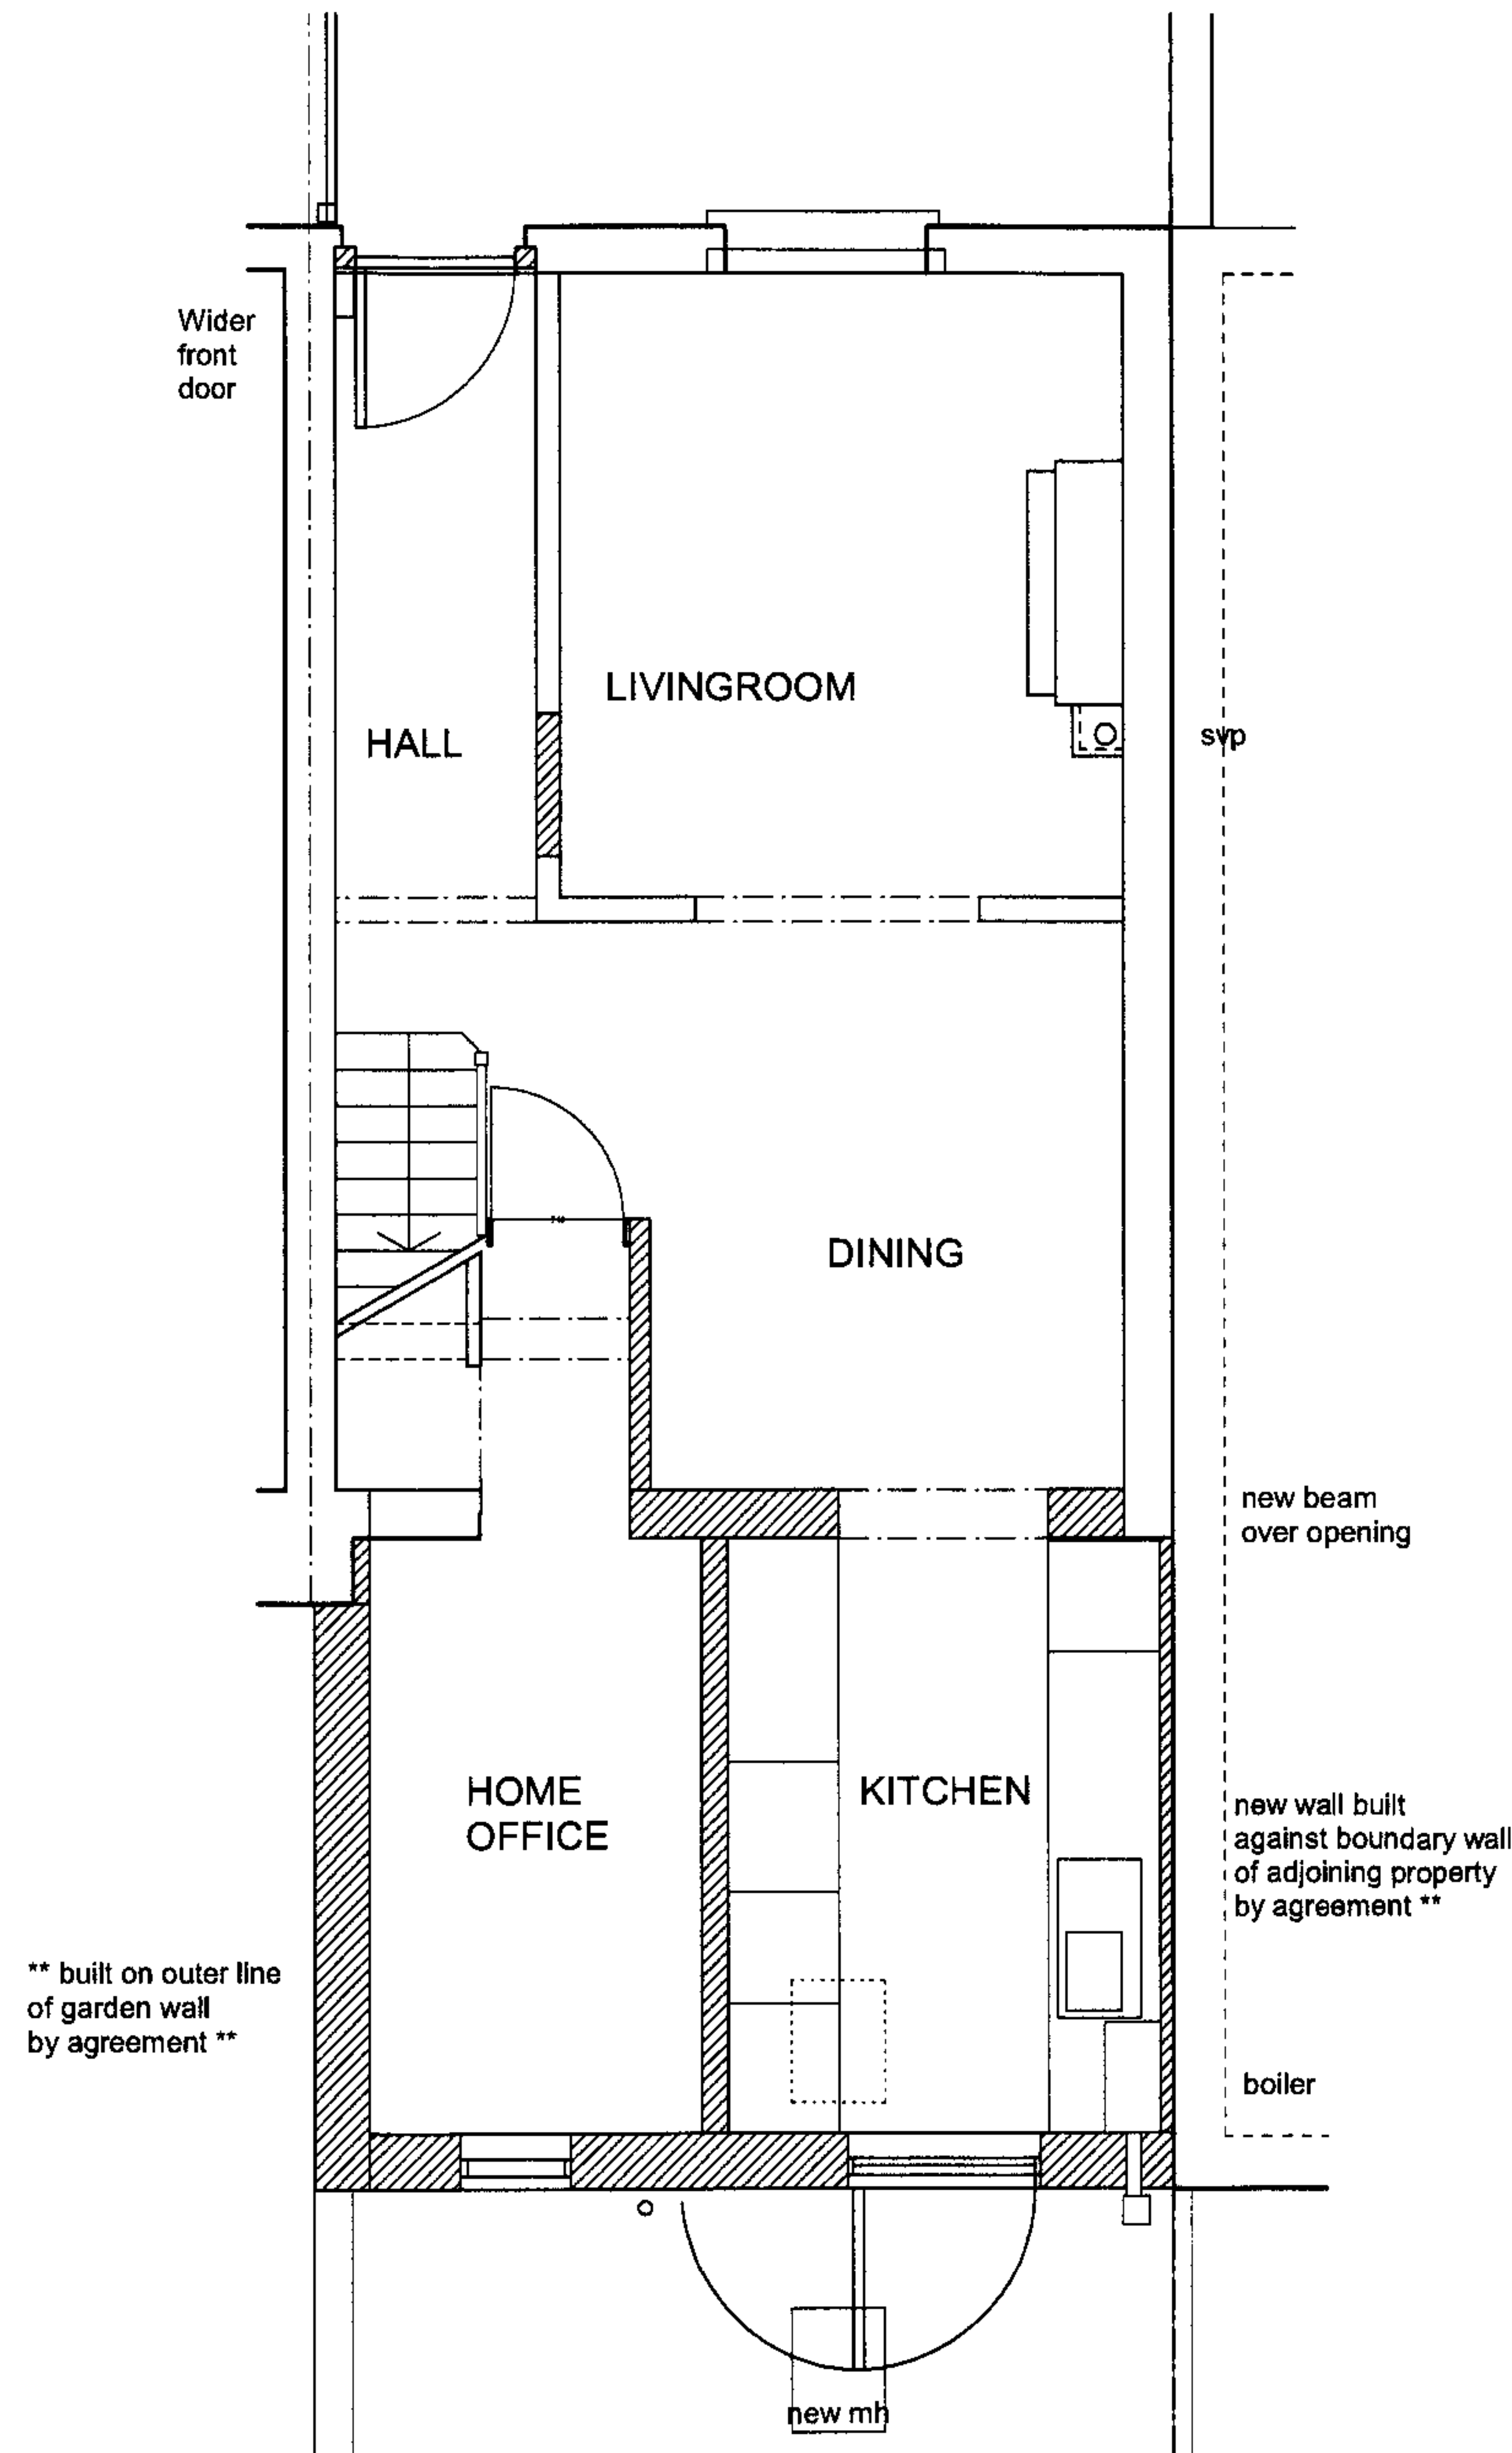 Wider
front
door
LIVINGROOM
HALL
svp
DINING
new beam
over opening
HOME
OFFICE
KITCHEN
new wall built
against boundary wall
of adjoining property
by agreement **
** built on outer line
of garden wall
by agreement **
boiler
new mh